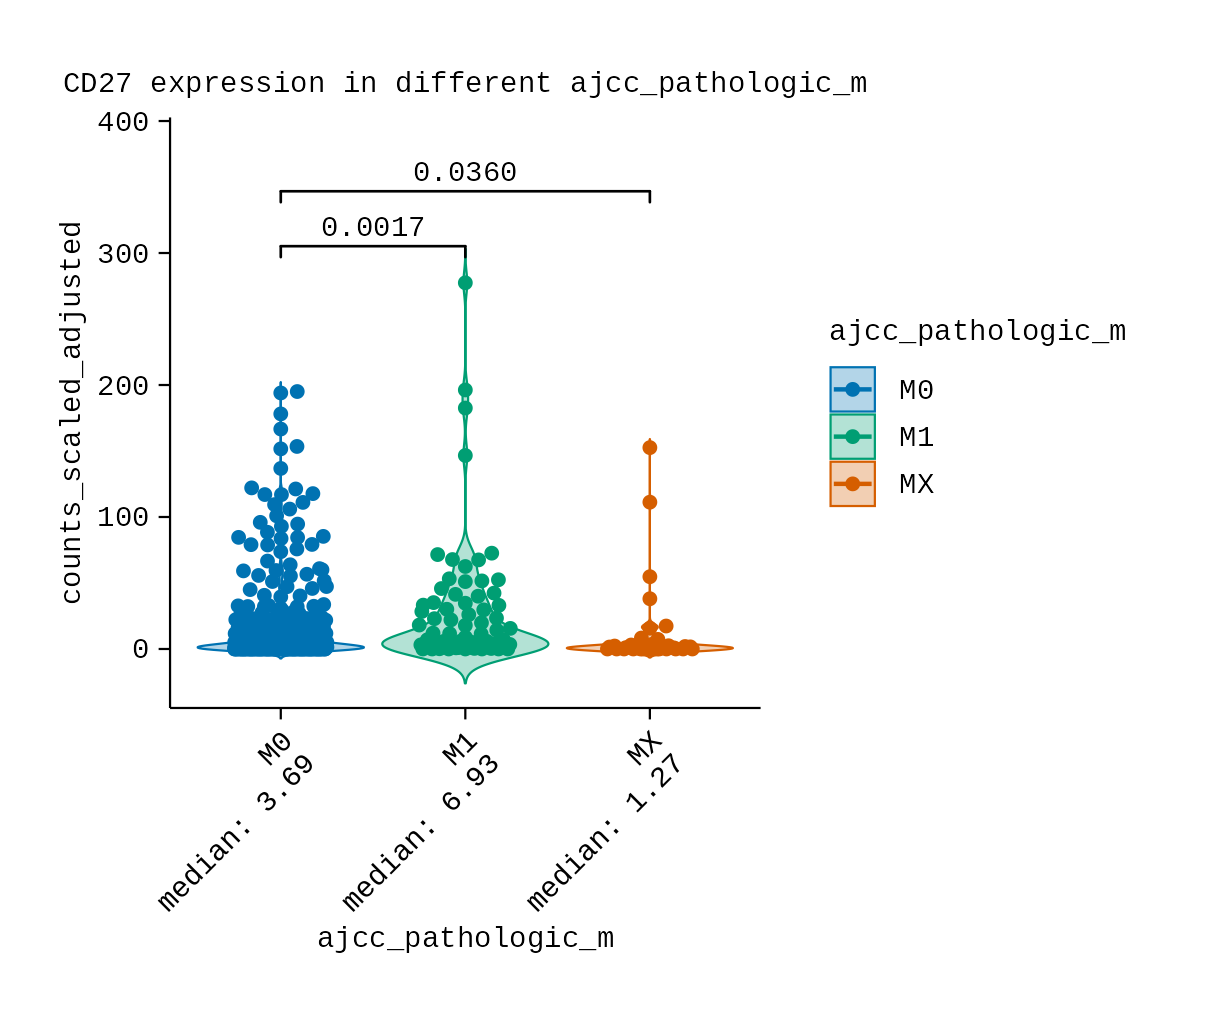 CD27 expression in different ajcc_pathologic_m
400
300
200
100
0
counts_scaled_adjusted
0.0360
0.0017
M0
median: 3.69
M1
median: 6.93
MX
median: 1.27
ajcc_pathologic_m
ajcc_pathologic_m
M0
M1
MX